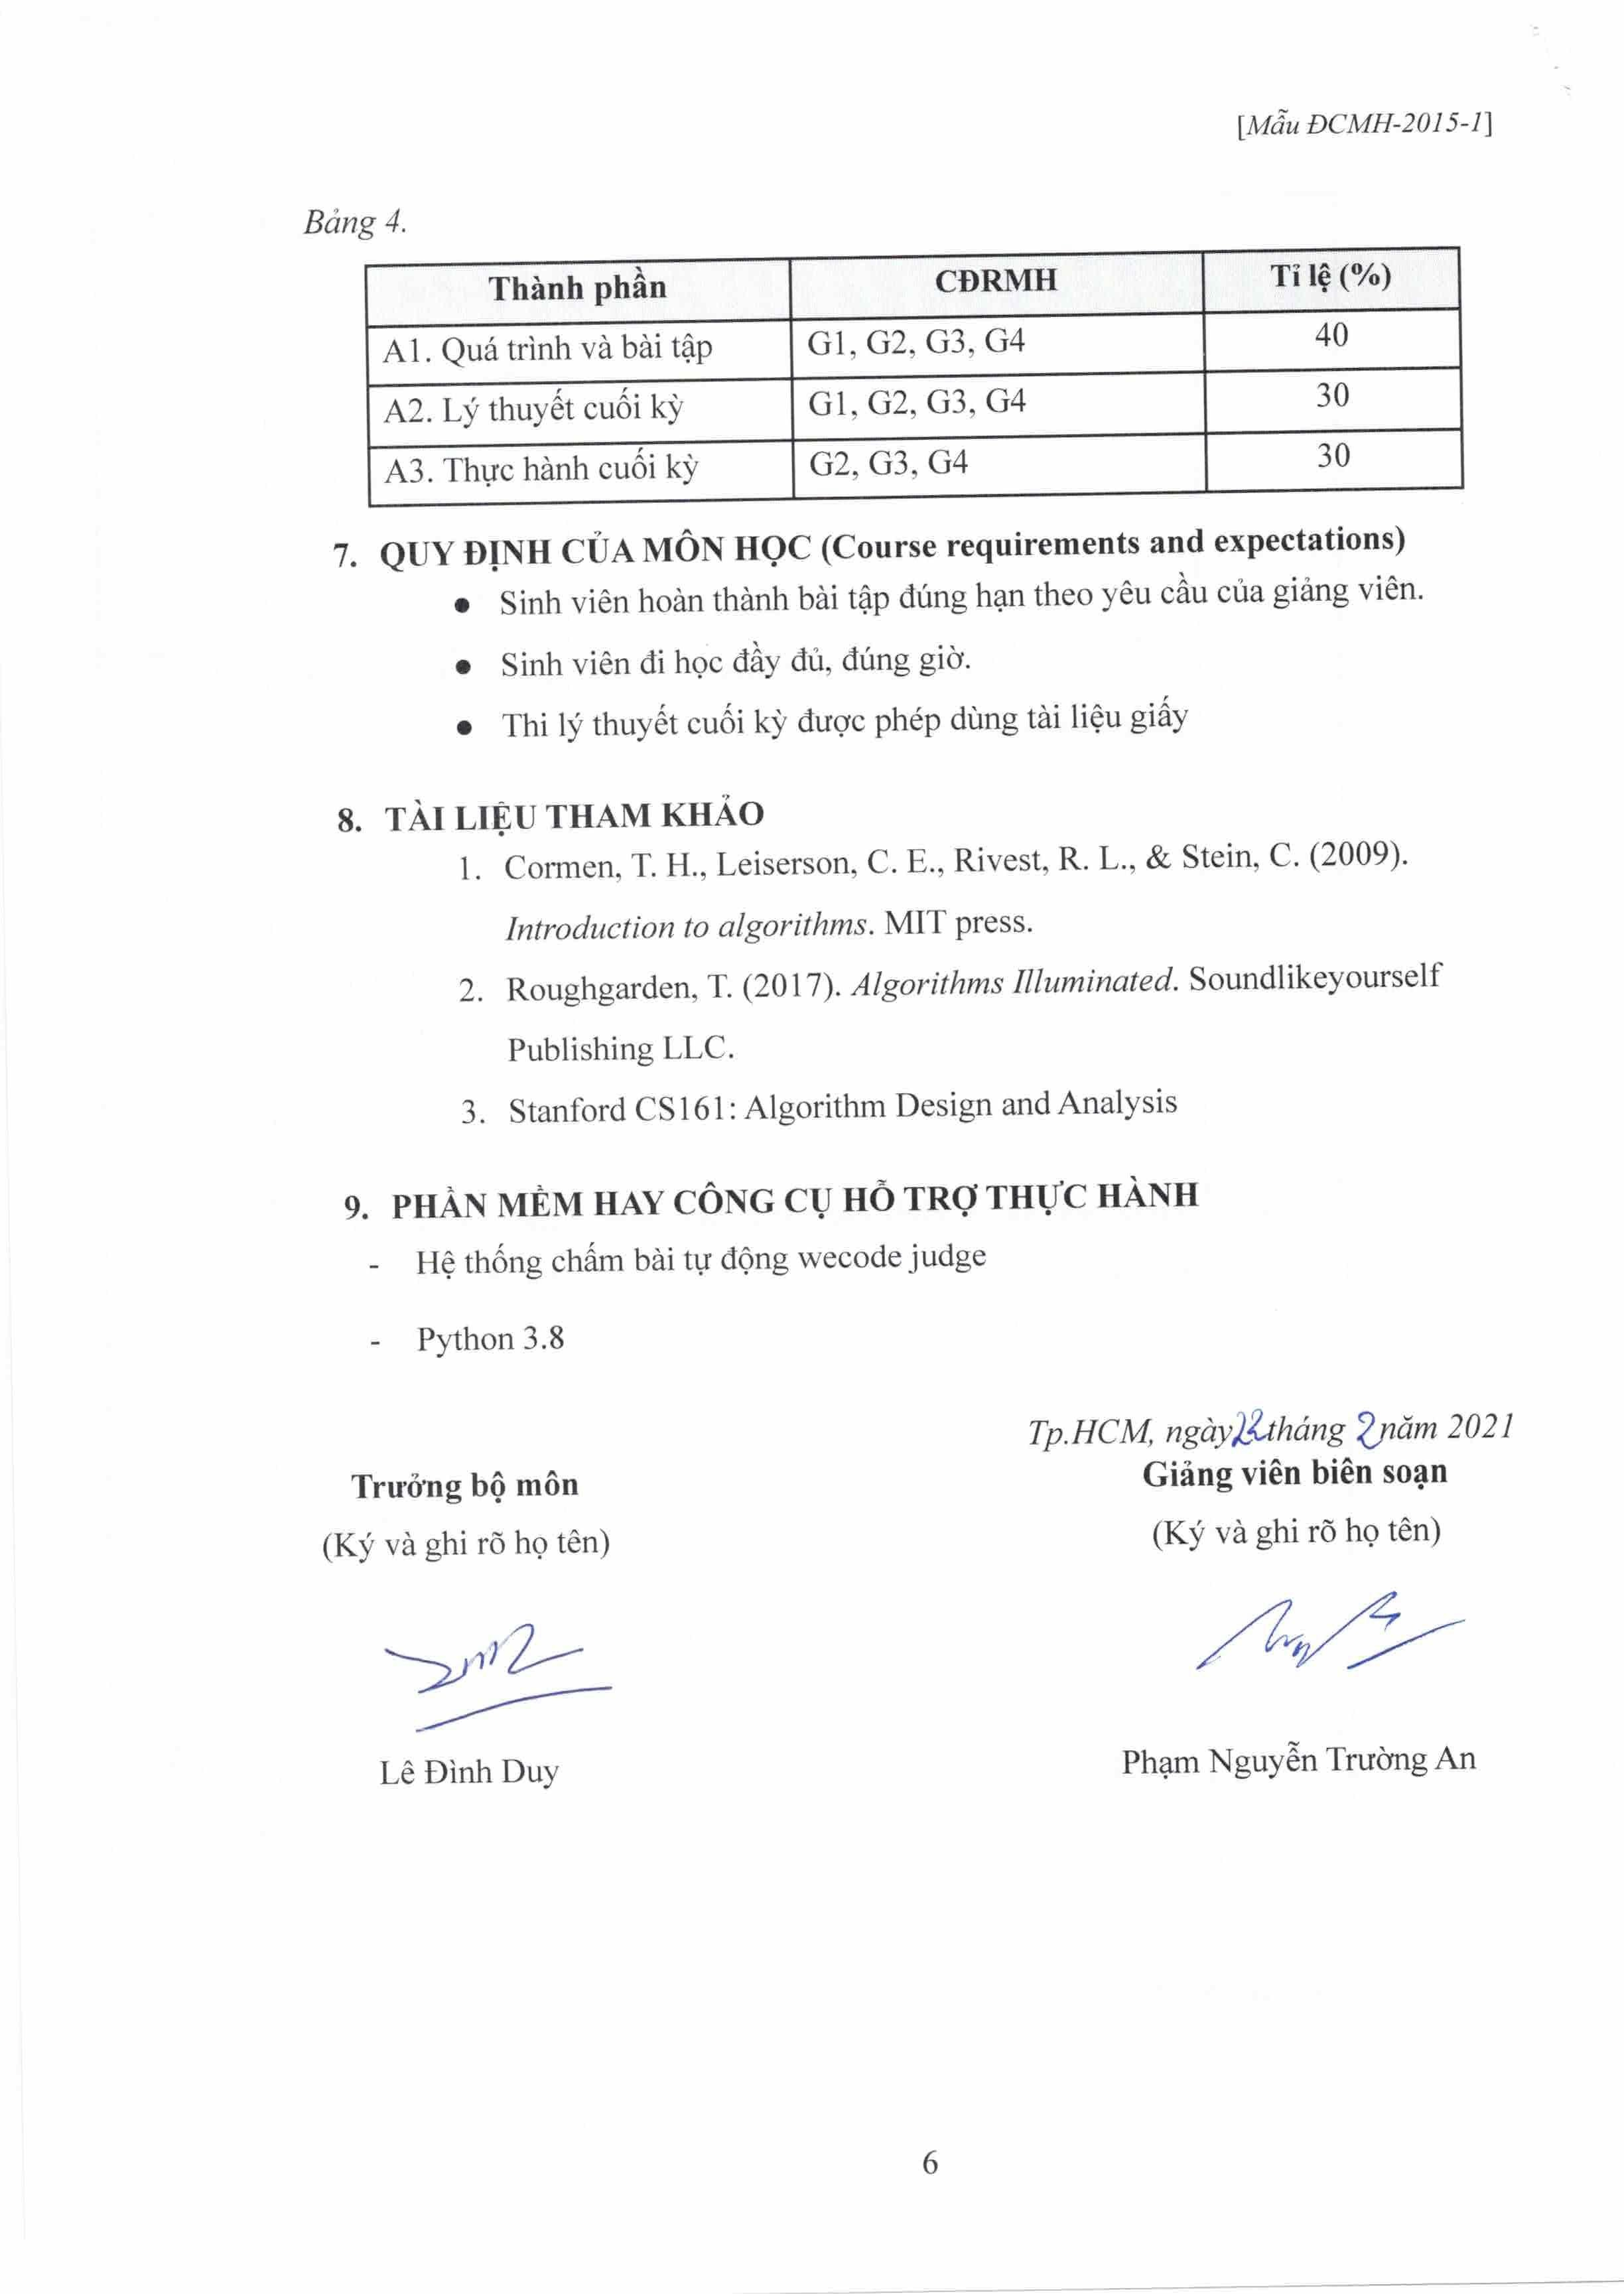 [Mẫu ĐCMH-2015-1]
Bảng 4.
Thành phần CĐRMH Tỉ lệ (%)
A1. Quá trình và bài tập G1, G2, G3, G4 40
A2. Lý thuyết cuối kỳ G1, G2, G3, G4 30
A3. Thực hành cuối kỳ G2, G3, G4 30
7. QUY ĐỊNH CỦA MÔN HỌC (Course requirements and expectations)
● Sinh viên hoàn thành bài tập đúng hạn theo yêu cầu của giảng viên.
● Sinh viên đi học đầy đủ, đúng giờ.
● Thi lý thuyết cuối kỳ được phép dùng tài liệu giấy
8. TÀI LIỆU THAM KHẢO
1. Cormen, T. H., Leiserson, C. E., Rivest, R. L., & Stein, C. (2009).
Introduction to algorithms. MIT press.
2. Roughgarden, T. (2017). Algorithms Illuminated. Soundlikeyourself
Publishing LLC.
3. Stanford CS161: Algorithm Design and Analysis
9. PHẦN MỀM HAY CÔNG CỤ HỖ TRỢ THỰC HÀNH
- Hệ thống chấm bài tự động wecode judge
- Python 3.8
Tp.HCM, ngày 22 tháng 2 năm 2021
Trưởng bộ môn Giảng viên biên soạn
(Ký và ghi rõ họ tên) (Ký và ghi rõ họ tên)
Lê Đình Duy Phạm Nguyễn Trường An
6